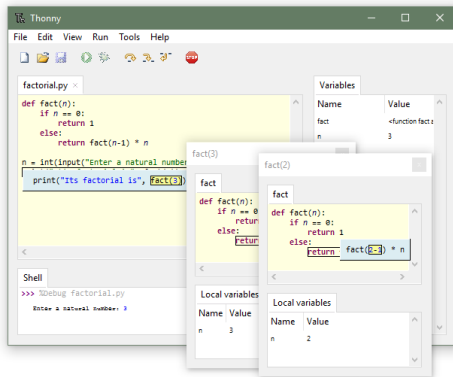 Thonny
File Edit View Run Tools Help
STOP
factorial.py ×
def fact(n):
if n == 0:
return 1
else:
return fact(n-1) * n
n = int(input("Enter a natural number
print("Its factorial is", fact(3))
Variables
Name Value
fact <function fact a
n 3
Shell
>>> %Debug factorial.py
Enter a natural number: 3
fact(3)
fact
def fact(n):
if n == 0
retur
else:
retur
Local variables
Name Value
n 3
fact(2)
fact
def fact(n):
if n == 0:
return 1
else:
return fact(2-1) * n
Local variables
Name Value
n 2